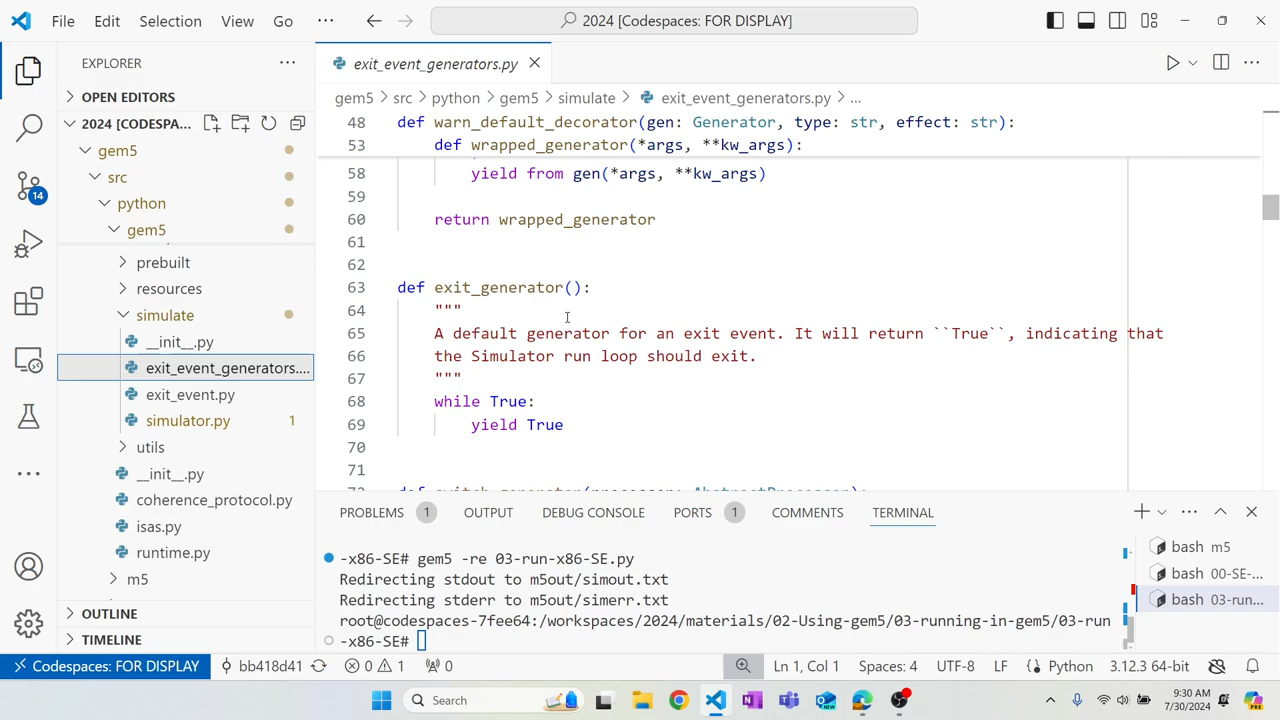 File Edit Selection View Go ··· 2024 [Codespaces: FOR DISPLAY]
EXPLORER ···
exit_event_generators.py
OPEN EDITORS
gem5 > src > python > gem5 > simulate > exit_event_generators.py > ...
2024 [CODESPA...
gem5
src
python
gem5
prebuilt
resources
simulate
__init__.py
exit_event_generators....
exit_event.py
simulator.py 1
utils
__init__.py
coherence_protocol.py
isas.py
runtime.py
m5
OUTLINE
TIMELINE
14
48 def warn_default_decorator(gen: Generator, type: str, effect: str):
53 def wrapped_generator(*args, **kw_args):
58 yield from gen(*args, **kw_args)
59
60 return wrapped_generator
61
62
63 def exit_generator():
64 """
65 A default generator for an exit event. It will return ``True``, indicating that
66 the Simulator run loop should exit.
67 """
68 while True:
69 yield True
70
71
PROBLEMS 1 OUTPUT DEBUG CONSOLE PORTS 1 COMMENTS TERMINAL
-x86-SE# gem5 -re 03-run-x86-SE.py
Redirecting stdout to m5out/simout.txt
Redirecting stderr to m5out/simerr.txt
root@codespaces-7fee64:/workspaces/2024/materials/02-Using-gem5/03-running-in-gem5/03-run
-x86-SE#
bash m5
bash 00-SE-...
bash 03-run...
Codespaces: FOR DISPLAY bb418d41 0 1 0 Ln 1, Col 1 Spaces: 4 UTF-8 LF Python 3.12.3 64-bit
Search
9:30 AM
7/30/2024